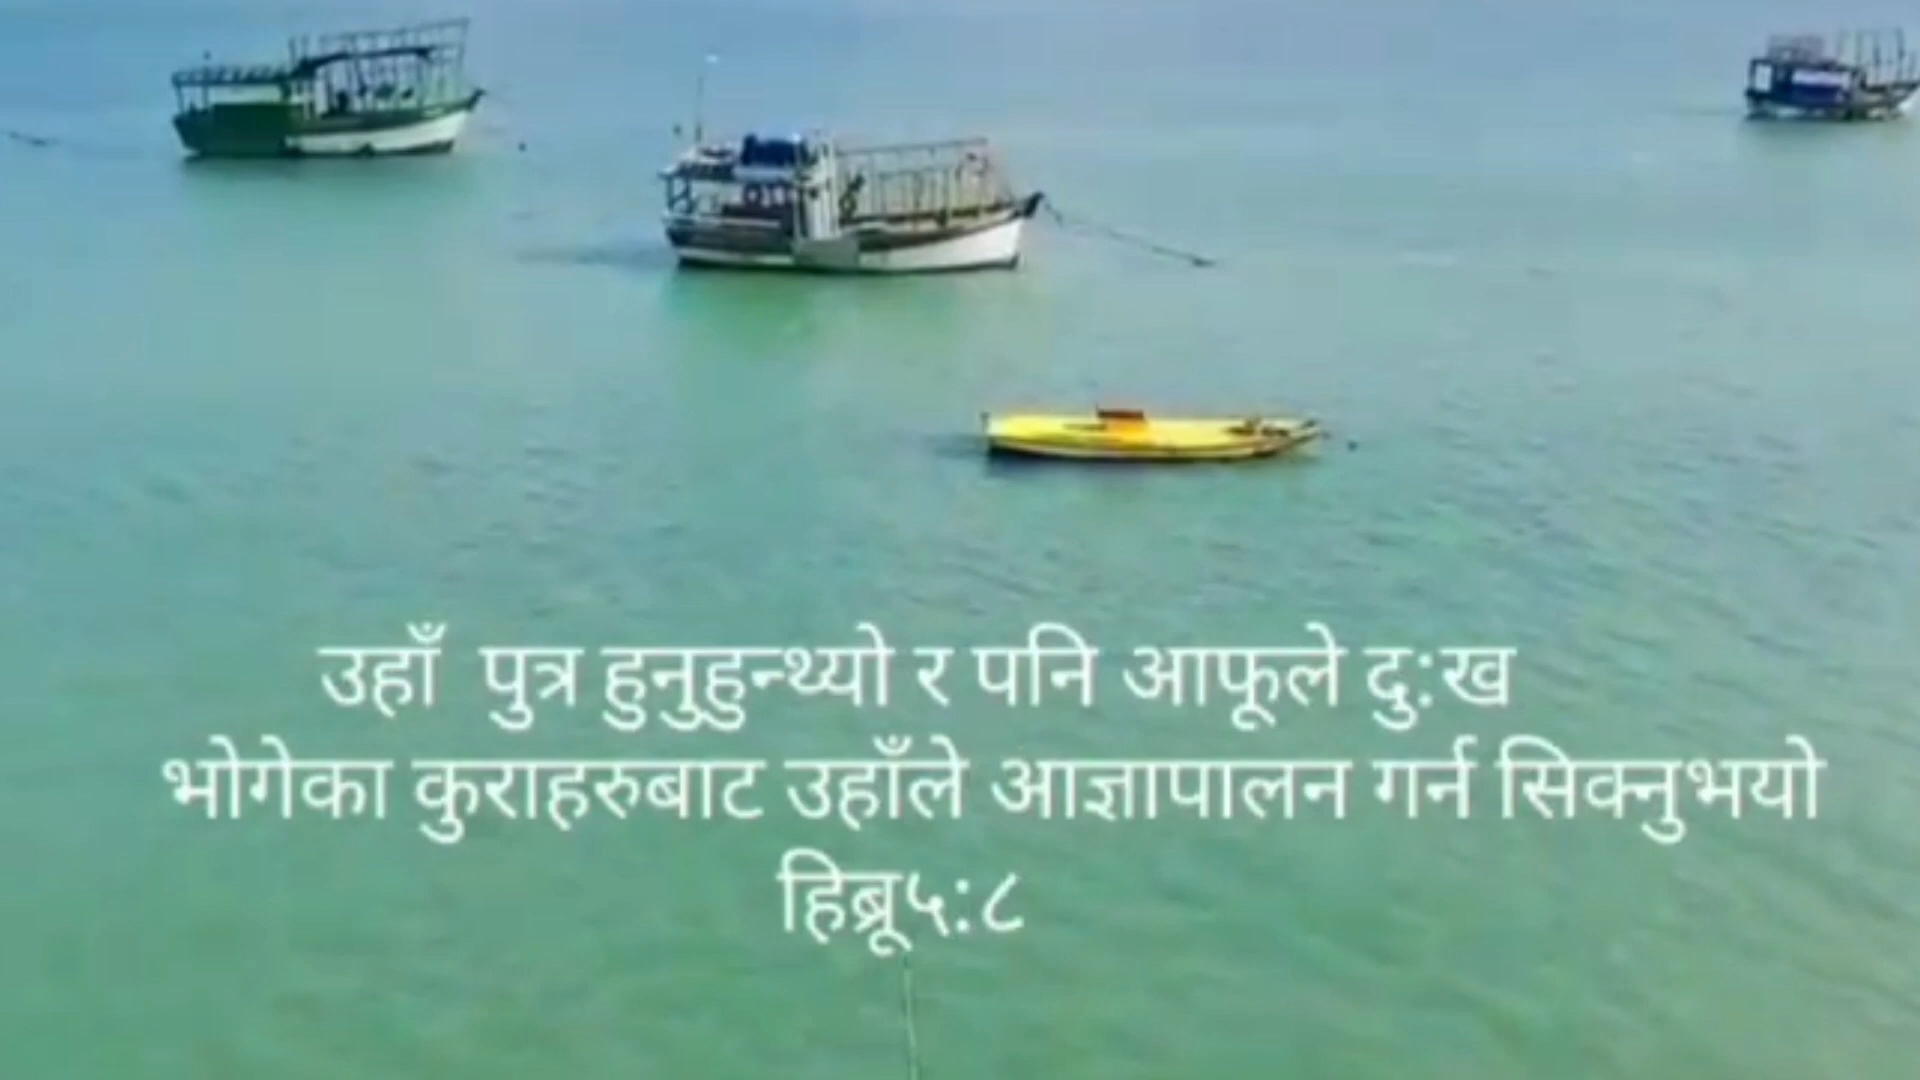 उहाँ  पुत्र हुनुहुन्थ्यो र पनि आफूले दु:ख
भोगेका कुराहरुबाट उहाँले आज्ञापालन गर्न सिक्नुभयो
हिब्रू५:८